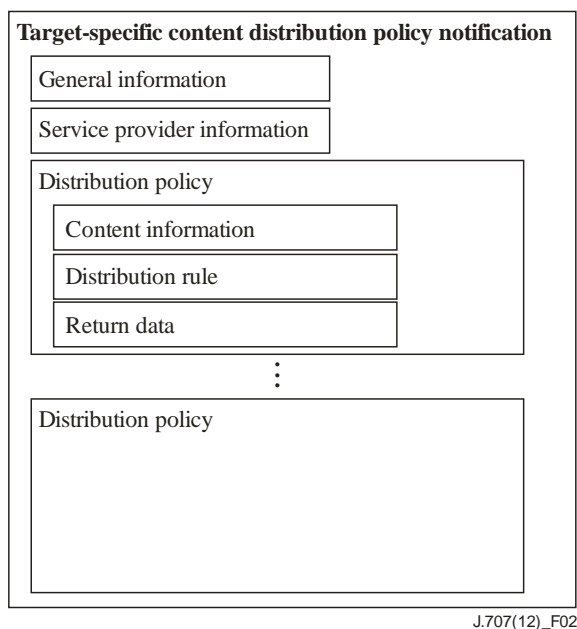 Target-specific content distribution policy notification
General information
Service provider information
Distribution policy
Content information
Distribution rule
Return data
⋮
Distribution policy
J.707(12)_F02